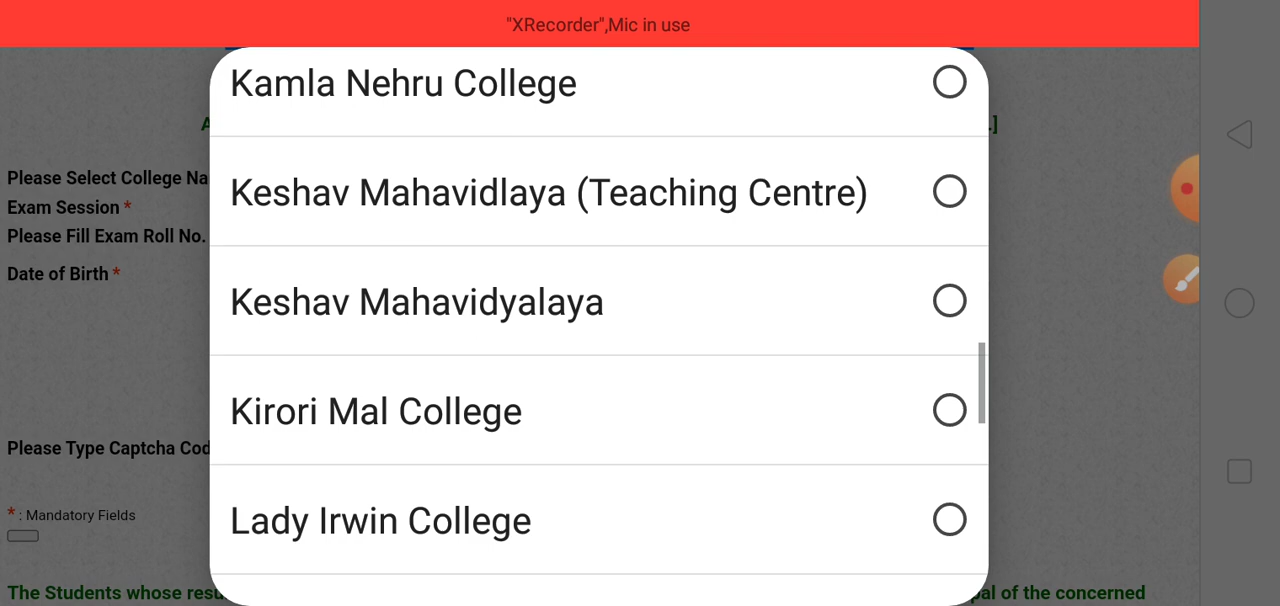 "XRecorder",Mic in use
Kamla Nehru College
Please Select College Na
Keshav Mahavidlaya (Teaching Centre)
Exam Session *
Please Fill Exam Roll No.
Date of Birth *
Keshav Mahavidyalaya
Kirori Mal College
Please Type Captcha Cod
Lady Irwin College
* : Mandatory Fields
The Students whose resu
pal of the concerned